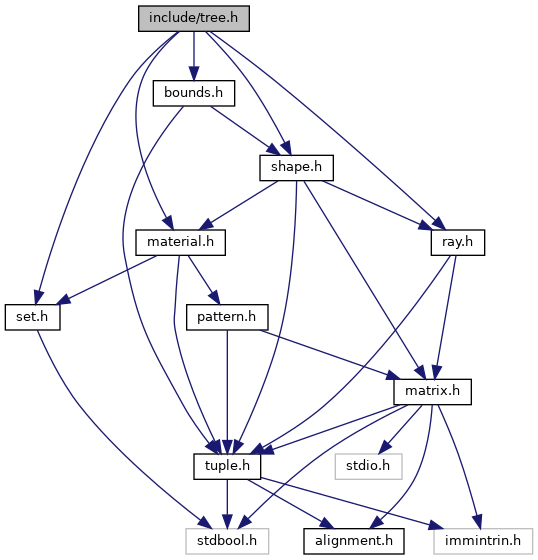 include/tree.h
bounds.h
shape.h
material.h
ray.h
set.h
pattern.h
matrix.h
tuple.h
stdio.h
stdbool.h
alignment.h
immintrin.h